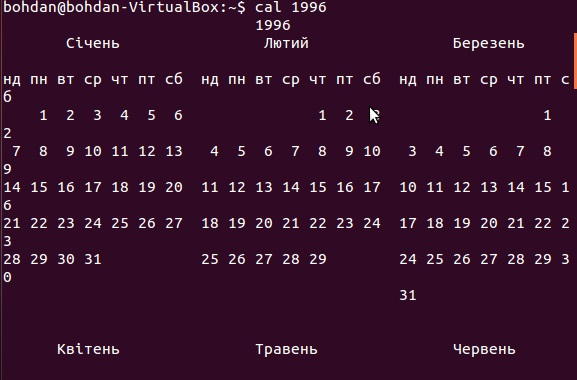 bohdan@bohdan-VirtualBox:~$ cal 1996
1996
Січень Лютий Березень
нд пн вт ср чт пт сб нд пн вт ср чт пт сб нд пн вт ср чт пт с
б
1 2 3 4 5 6 1 2 3 1
2
7 8 9 10 11 12 13 4 5 6 7 8 9 10 3 4 5 6 7 8
9
14 15 16 17 18 19 20 11 12 13 14 15 16 17 10 11 12 13 14 15 1
6
21 22 23 24 25 26 27 18 19 20 21 22 23 24 17 18 19 20 21 22 2
3
28 29 30 31 25 26 27 28 29 24 25 26 27 28 29 3
0
31
Квітень Травень Червень